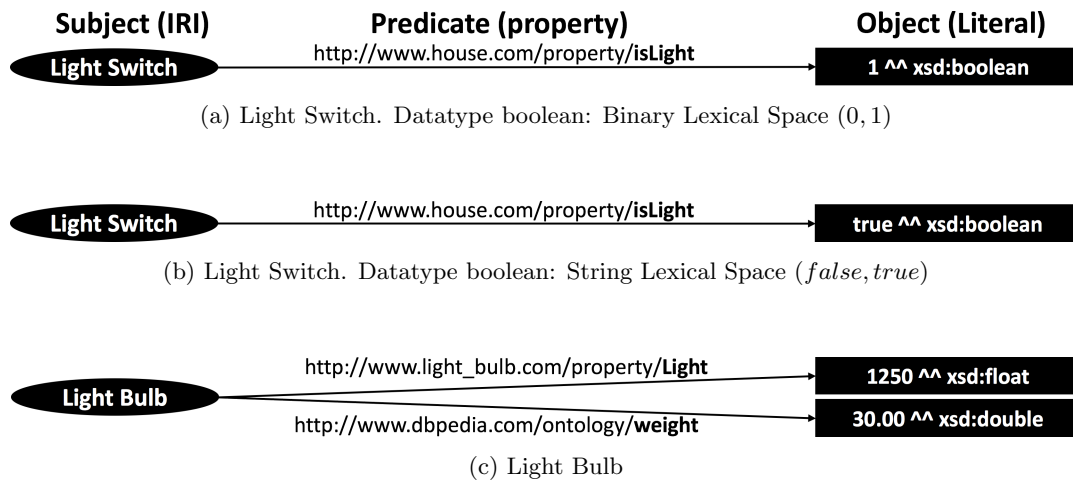 Subject (IRI) Predicate (property) Object (Literal)
http://www.house.com/property/isLight
Light Switch 1 ^^ xsd:boolean
(a) Light Switch. Datatype boolean: Binary Lexical Space (0, 1)
http://www.house.com/property/isLight
Light Switch true ^^ xsd:boolean
(b) Light Switch. Datatype boolean: String Lexical Space (false, true)
http://www.light_bulb.com/property/Light
1250 ^^ xsd:float
Light Bulb
30.00 ^^ xsd:double
http://www.dbpedia.com/ontology/weight
(c) Light Bulb